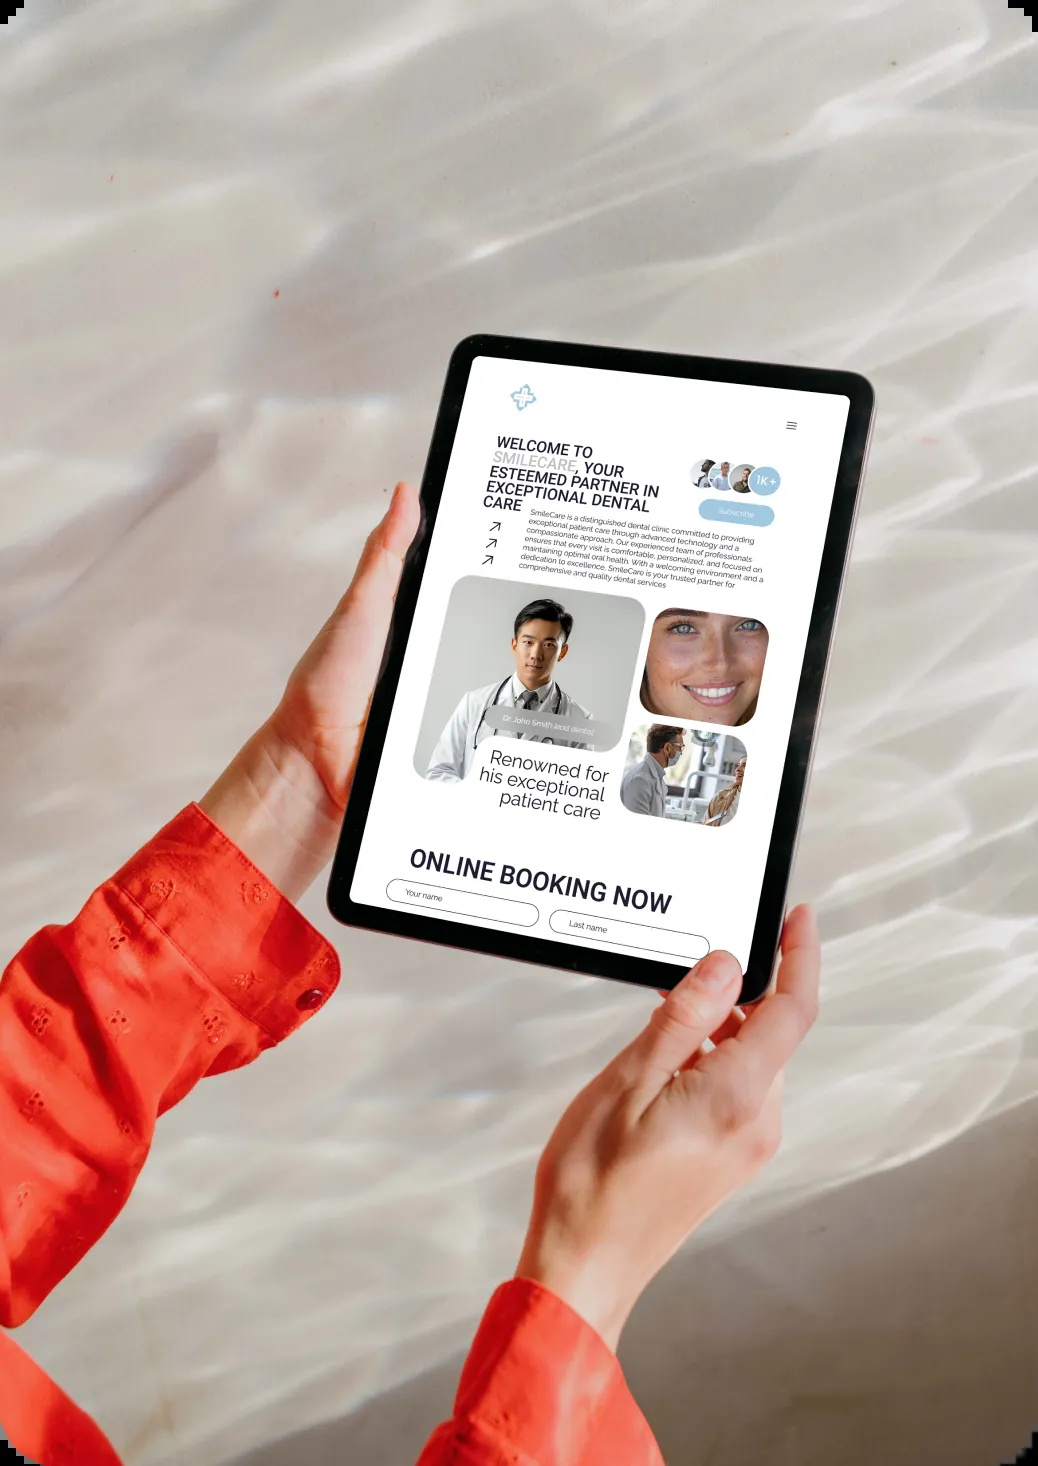 WELCOME TO
SMILECARE, YOUR
ESTEEMED PARTNER IN
EXCEPTIONAL DENTAL
CARE
1K+
Subscribe
SmileCare is a distinguished dental clinic committed to providing
exceptional patient care through advanced technology and a
compassionate approach. Our experienced team of professionals
ensures that every visit is comfortable, personalized, and focused on
maintaining optimal oral health. With a welcoming environment and a
dedication to excellence, SmileCare is your trusted partner for
comprehensive and quality dental services
Dr.John Smith (lead dentist)
Renowned for
his exceptional
patient care
ONLINE BOOKING NOW
Your name
Last name